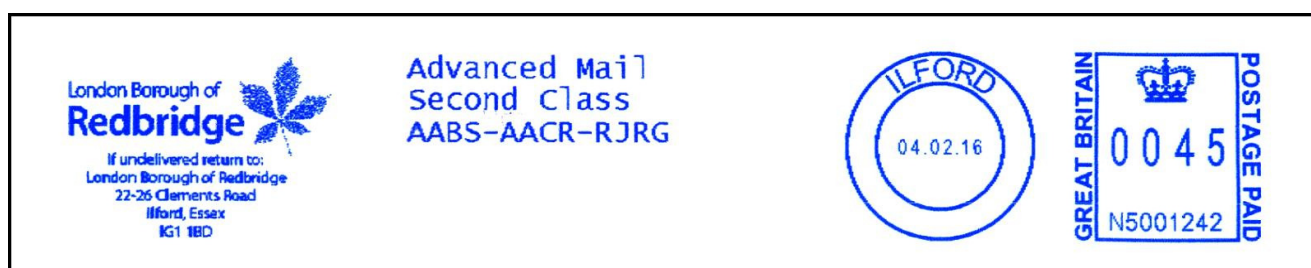 London Borough of
Redbridge
If undelivered return to:
London Borough of Redbridge
22-26 Clements Road
Ilford, Essex
IG1 1BD
Advanced Mail
Second Class
AABS-AACR-RJRG
ILFORD
04.02.16
GREAT BRITAIN
0045
N5001242
POSTAGE PAID